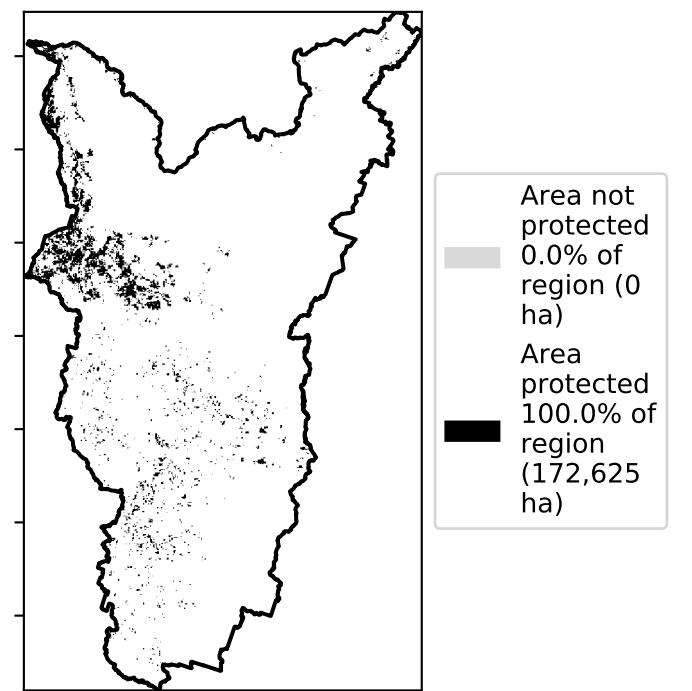 Area not
protected
0.0% of
region (0
ha)
Area
protected
100.0% of
region
(172,625
ha)